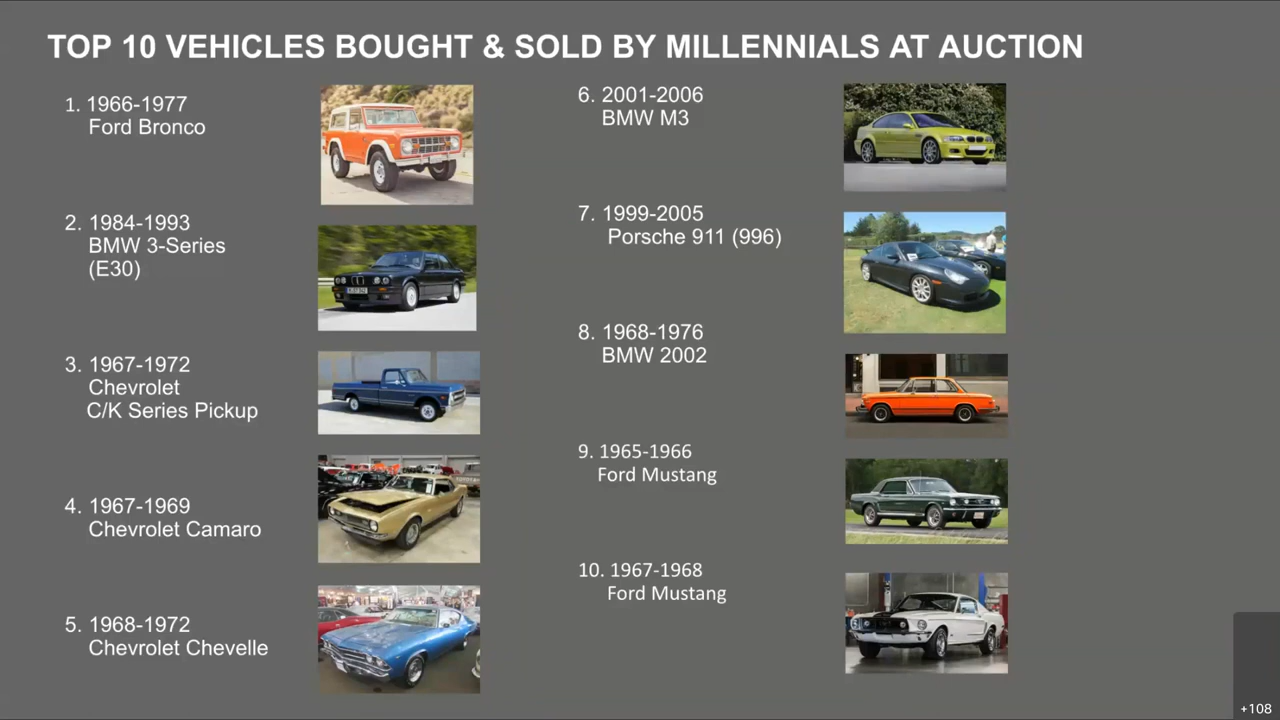 TOP 10 VEHICLES BOUGHT & SOLD BY MILLENNIALS AT AUCTION
1. 1966-1977
Ford Bronco
2. 1984-1993
BMW 3-Series
(E30)
3. 1967-1972
Chevrolet
C/K Series Pickup
4. 1967-1969
Chevrolet Camaro
5. 1968-1972
Chevrolet Chevelle
6. 2001-2006
BMW M3
7. 1999-2005
Porsche 911 (996)
8. 1968-1976
BMW 2002
9. 1965-1966
Ford Mustang
10. 1967-1968
Ford Mustang
+108